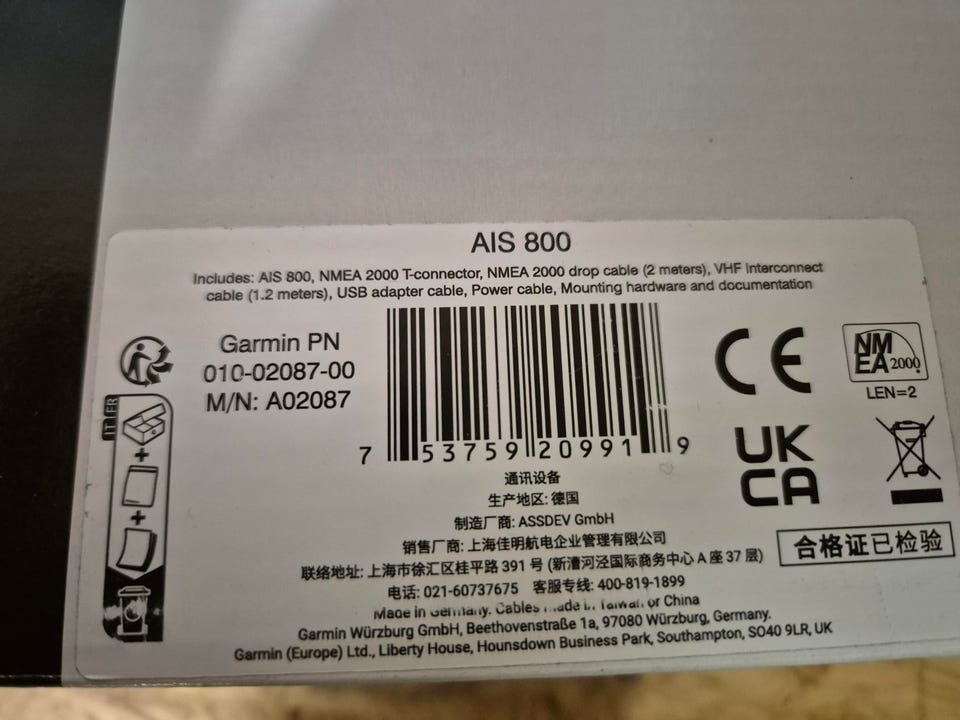 AIS 800
Includes: AIS 800, NMEA 2000 T-connector, NMEA 2000 drop cable (2 meters), VHF interconnect
cable (1.2 meters), USB adapter cable, Power cable, Mounting hardware and documentation
Garmin PN
010-02087-00
M/N: A02087
7 53759 20991 9
CE
NM
EA 2000
LEN=2
UK
CA
IT FR
通讯设备
生产地区: 德国
制造厂商: ASSDEV GmbH
销售厂商: 上海佳明航电企业管理有限公司
联络地址: 上海市徐汇区桂平路 391 号 (新漕河泾国际商务中心 A 座 37 层)
电话: 021-60737675 客服专线: 400-819-1899
合格证已检验
Made in Germany. Cables made in Taiwan or China
Garmin Würzburg GmbH, Beethovenstraße 1a, 97080 Würzburg, Germany.
Garmin (Europe) Ltd., Liberty House, Hounsdown Business Park, Southampton, SO40 9LR, UK